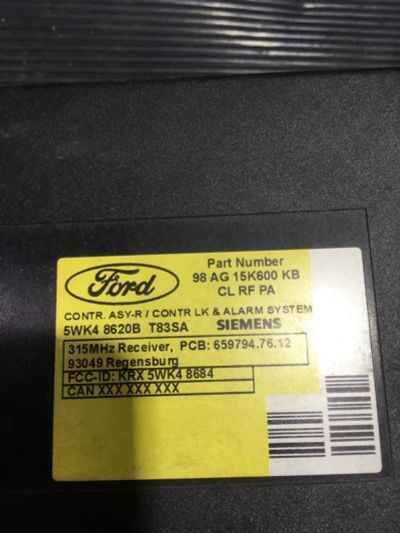 Ford
Part Number
98 AG 15K600 KB
CL RF PA
CONTR. ASY-R / CONTR LK & ALARM SYSTEM
5WK4 8620B T83SA SIEMENS
315MHz Receiver, PCB: 659794.76.12
93049 Regensburg
FCC-ID: KRX 5WK4 8684
CAN XXX XXX XXX